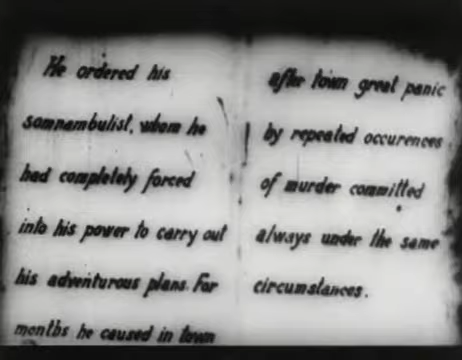 He ordered his
somnambulist, whom he
had completely forced
into his power to carry out
his adventurous plans. For
months he caused in town
after town great panic
by repeated occurences
of murder committed
always under the same
circumstances.